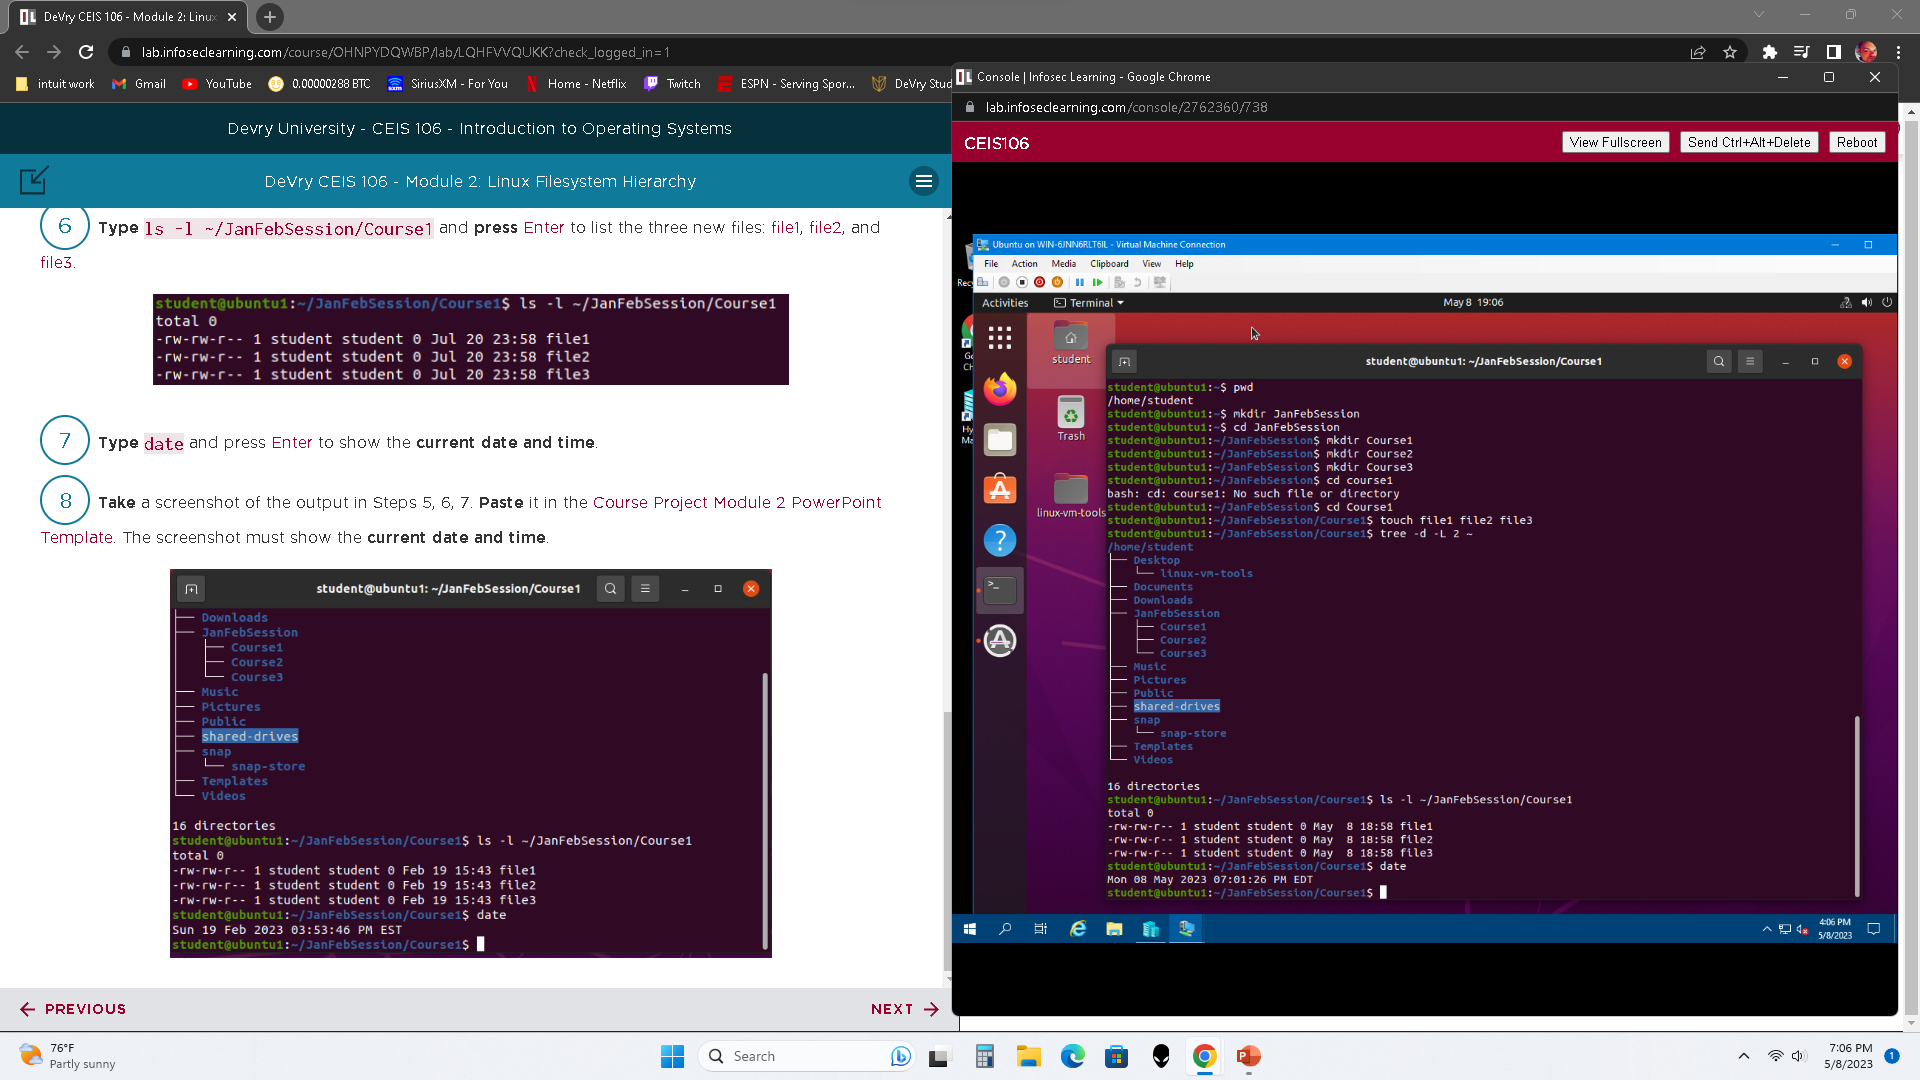 DeVry CEIS 106 - Module 2: Linux
lab.infoseclearning.com/course/OHNPYDQWBP/lab/LQHFVVQUKK?check_logged_in=1
intuit work
Gmail
YouTube
0.00000288 BTC
SiriusXM - For You
Home - Netflix
Twitch
ESPN - Serving Spor...
DeVry Stud
Devry University - CEIS 106 - Introduction to Operating Systems
DeVry CEIS 106 - Module 2: Linux Filesystem Hierarchy
6 Type ls -l ~/JanFebSession/Course1 and press Enter to list the three new files: file1, file2, and
file3.
student@ubuntu1:~/JanFebSession/Course1$ ls -l ~/JanFebSession/Course1
total 0
-rw-rw-r-- 1 student student 0 Jul 20 23:58 file1
-rw-rw-r-- 1 student student 0 Jul 20 23:58 file2
-rw-rw-r-- 1 student student 0 Jul 20 23:58 file3
7 Type date and press Enter to show the current date and time.
8 Take a screenshot of the output in Steps 5, 6, 7. Paste it in the Course Project Module 2 PowerPoint
Template. The screenshot must show the current date and time.
student@ubuntu1: ~/JanFebSession/Course1
Downloads
JanFebSession
Course1
Course2
Course3
Music
Pictures
Public
shared-drives
snap
snap-store
Templates
Videos
16 directories
student@ubuntu1:~/JanFebSession/Course1$ ls -l ~/JanFebSession/Course1
total 0
-rw-rw-r-- 1 student student 0 Feb 19 15:43 file1
-rw-rw-r-- 1 student student 0 Feb 19 15:43 file2
-rw-rw-r-- 1 student student 0 Feb 19 15:43 file3
student@ubuntu1:~/JanFebSession/Course1$ date
Sun 19 Feb 2023 03:53:46 PM EST
student@ubuntu1:~/JanFebSession/Course1$
PREVIOUS
NEXT
Console | Infosec Learning - Google Chrome
lab.infoseclearning.com/console/2762360/738
CEIS106
View Fullscreen
Send Ctrl+Alt+Delete
Reboot
Recy
Ubuntu on WIN-6JNN6RLT6IL - Virtual Machine Connection
File Action Media Clipboard View Help
Activities
Terminal
May 8 19:06
Go
Ch
Hy
Ma
student
Trash
linux-vm-tools
student@ubuntu1: ~/JanFebSession/Course1
student@ubuntu1:~$ pwd
/home/student
student@ubuntu1:~$ mkdir JanFebSession
student@ubuntu1:~$ cd JanFebSession
student@ubuntu1:~/JanFebSession$ mkdir Course1
student@ubuntu1:~/JanFebSession$ mkdir Course2
student@ubuntu1:~/JanFebSession$ mkdir Course3
student@ubuntu1:~/JanFebSession$ cd course1
bash: cd: course1: No such file or directory
student@ubuntu1:~/JanFebSession$ cd Course1
student@ubuntu1:~/JanFebSession/Course1$ touch file1 file2 file3
student@ubuntu1:~/JanFebSession/Course1$ tree -d -L 2 ~
/home/student
Desktop
linux-vm-tools
Documents
Downloads
JanFebSession
Course1
Course2
Course3
Music
Pictures
Public
shared-drives
snap
snap-store
Templates
Videos
16 directories
student@ubuntu1:~/JanFebSession/Course1$ ls -l ~/JanFebSession/Course1
total 0
-rw-rw-r-- 1 student student 0 May  8 18:58 file1
-rw-rw-r-- 1 student student 0 May  8 18:58 file2
-rw-rw-r-- 1 student student 0 May  8 18:58 file3
student@ubuntu1:~/JanFebSession/Course1$ date
Mon 08 May 2023 07:01:26 PM EDT
student@ubuntu1:~/JanFebSession/Course1$
4:06 PM
5/8/2023
76°F
Partly sunny
Search
7:06 PM
5/8/2023
1